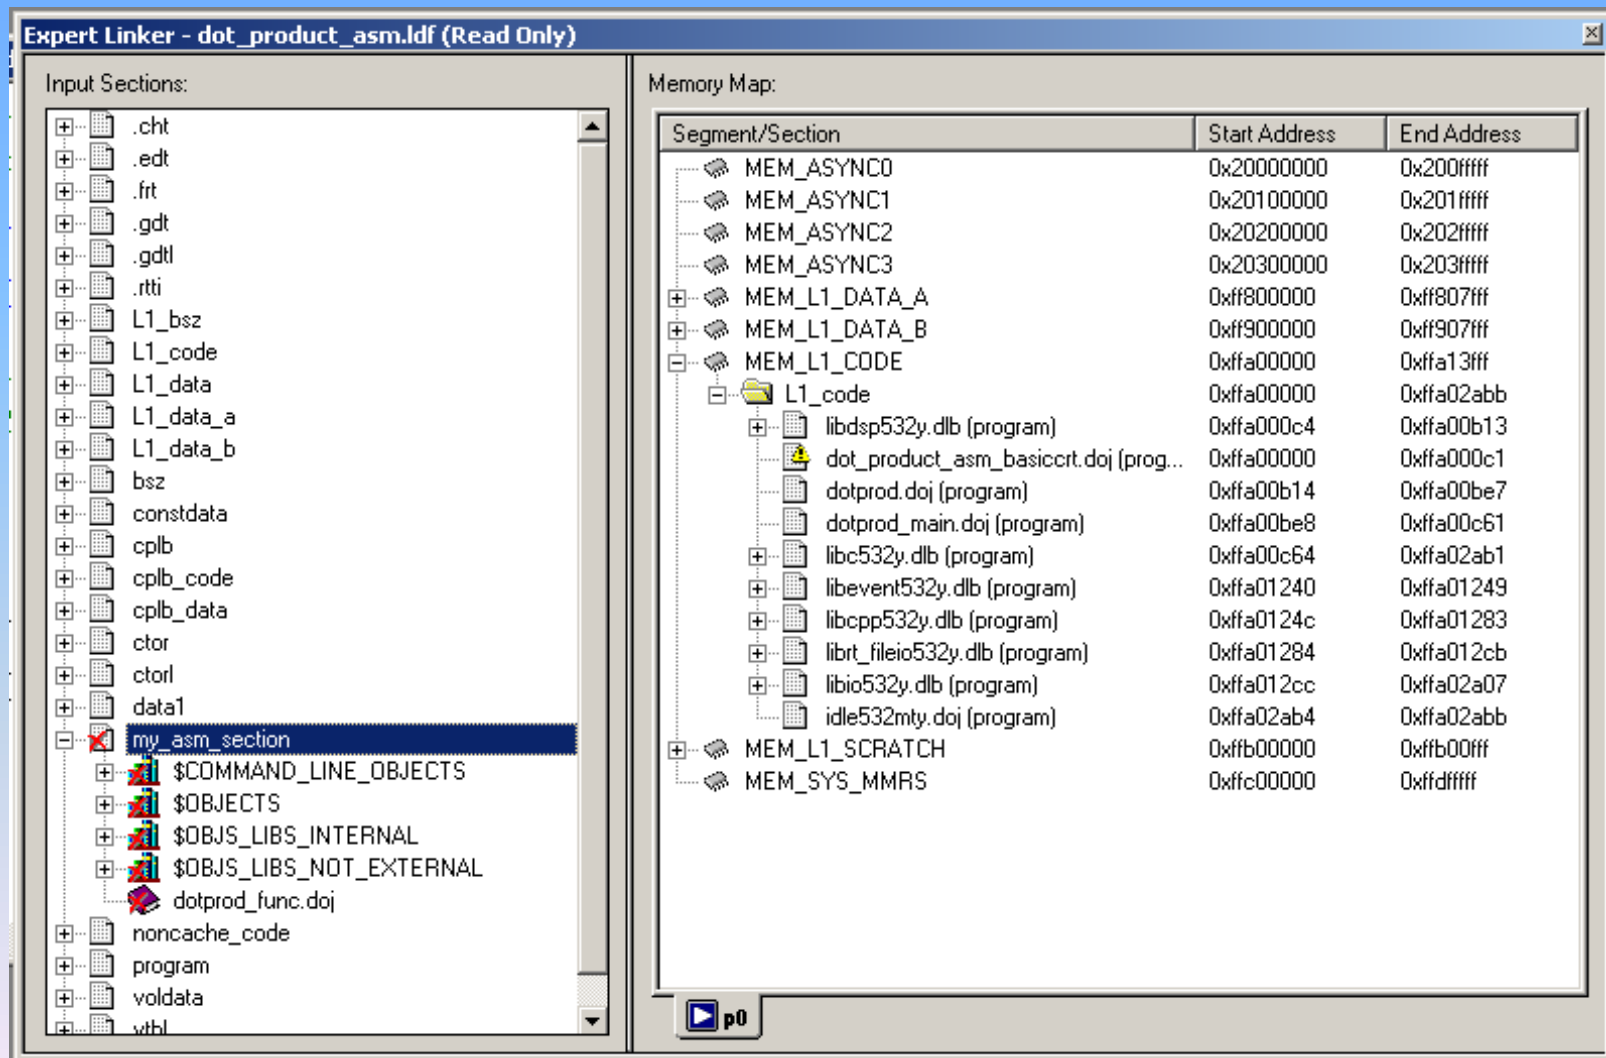 Expert Linker - dot_product_asm.ldf (Read Only)
Input Sections:
.cht
.edt
.frt
.gdt
.gdtl
.rtti
L1_bsz
L1_code
L1_data
L1_data_a
L1_data_b
bsz
constdata
cplb
cplb_code
cplb_data
ctor
ctorl
data1
my_asm_section
$COMMAND_LINE_OBJECTS
$OBJECTS
$OBJS_LIBS_INTERNAL
$OBJS_LIBS_NOT_EXTERNAL
dotprod_func.doj
noncache_code
program
voldata
vtbl
Memory Map:
Segment/Section Start Address End Address
MEM_ASYNC0 0x20000000 0x200fffff
MEM_ASYNC1 0x20100000 0x201fffff
MEM_ASYNC2 0x20200000 0x202fffff
MEM_ASYNC3 0x20300000 0x203fffff
MEM_L1_DATA_A 0xff800000 0xff807fff
MEM_L1_DATA_B 0xff900000 0xff907fff
MEM_L1_CODE 0xffa00000 0xffa13fff
L1_code 0xffa00000 0xffa02abb
libdsp532y.dlb (program) 0xffa000c4 0xffa00b13
dot_product_asm_basiccrt.doj (prog... 0xffa00000 0xffa000c1
dotprod.doj (program) 0xffa00b14 0xffa00be7
dotprod_main.doj (program) 0xffa00be8 0xffa00c61
libc532y.dlb (program) 0xffa00c64 0xffa02ab1
libevent532y.dlb (program) 0xffa01240 0xffa01249
libcpp532y.dlb (program) 0xffa0124c 0xffa01283
librt_fileio532y.dlb (program) 0xffa01284 0xffa012cb
libio532y.dlb (program) 0xffa012cc 0xffa02a07
idle532mty.doj (program) 0xffa02ab4 0xffa02abb
MEM_L1_SCRATCH 0xffb00000 0xffb00fff
MEM_SYS_MMRS 0xffc00000 0xffdfffff
p0